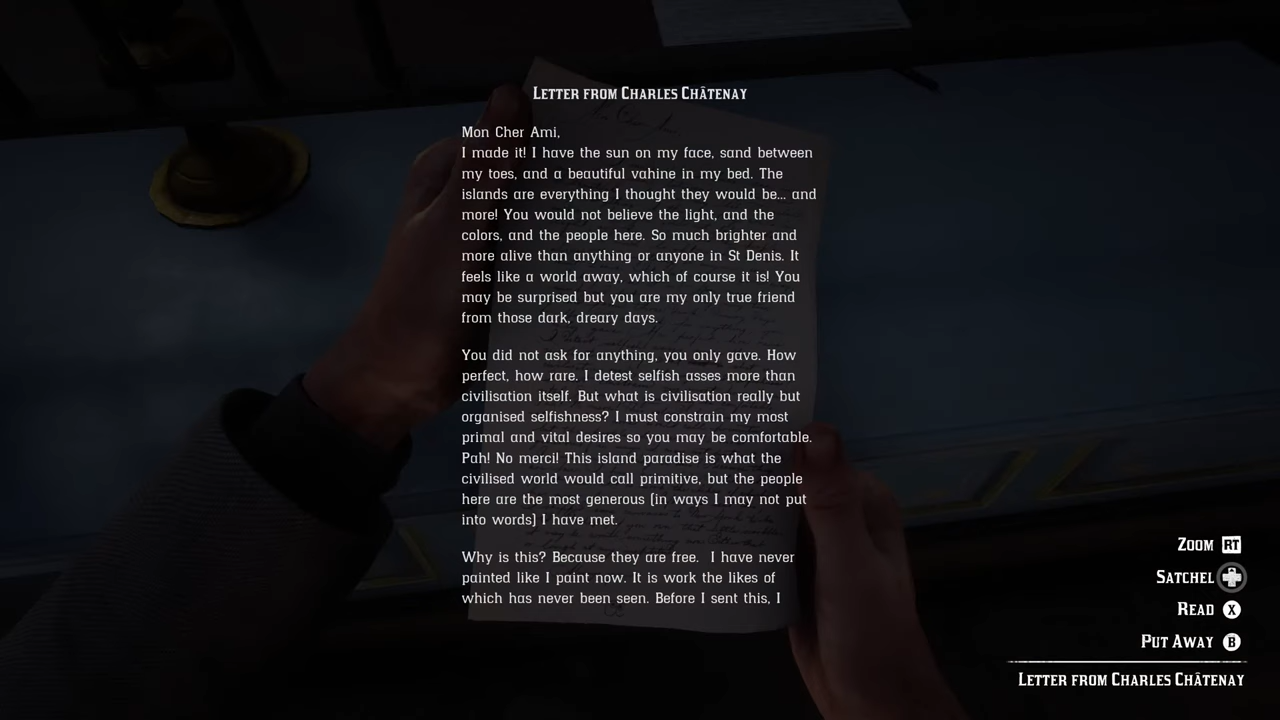 Letter from Charles Châtenay
Mon Cher Ami,
I made it! I have the sun on my face, sand between
my toes, and a beautiful vahine in my bed. The
islands are everything I thought they would be... and
more! You would not believe the light, and the
colors, and the people here. So much brighter and
more alive than anything or anyone in St Denis. It
feels like a world away, which of course it is! You
may be surprised but you are my only true friend
from those dark, dreary days.
You did not ask for anything, you only gave. How
perfect, how rare. I detest selfish asses more than
civilisation itself. But what is civilisation really but
organised selfishness? I must constrain my most
primal and vital desires so you may be comfortable.
Pah! No merci! This island paradise is what the
civilised world would call primitive, but the people
here are the most generous (in ways I may not put
into words) I have met.
Why is this? Because they are free.  I have never
painted like I paint now. It is work the likes of
which has never been seen. Before I sent this, I
Zoom RT
Satchel
Read X
Put Away B
Letter from Charles Châtenay